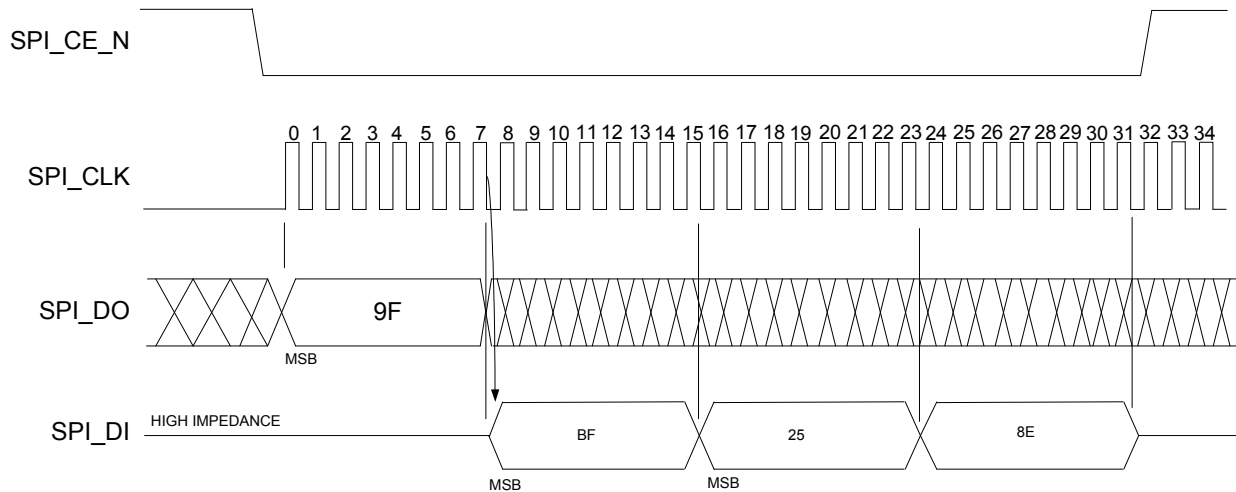 SPI_CE_N
0 1 2 3 4 5 6 7 8 9 10 11 12 13 14 15 16 17 18 19 20 21 22 23 24 25 26 27 28 29 30 31 32 33 34
SPI_CLK
SPI_DO
9F
MSB
SPI_DI
HIGH IMPEDANCE
BF
25
8E
MSB
MSB